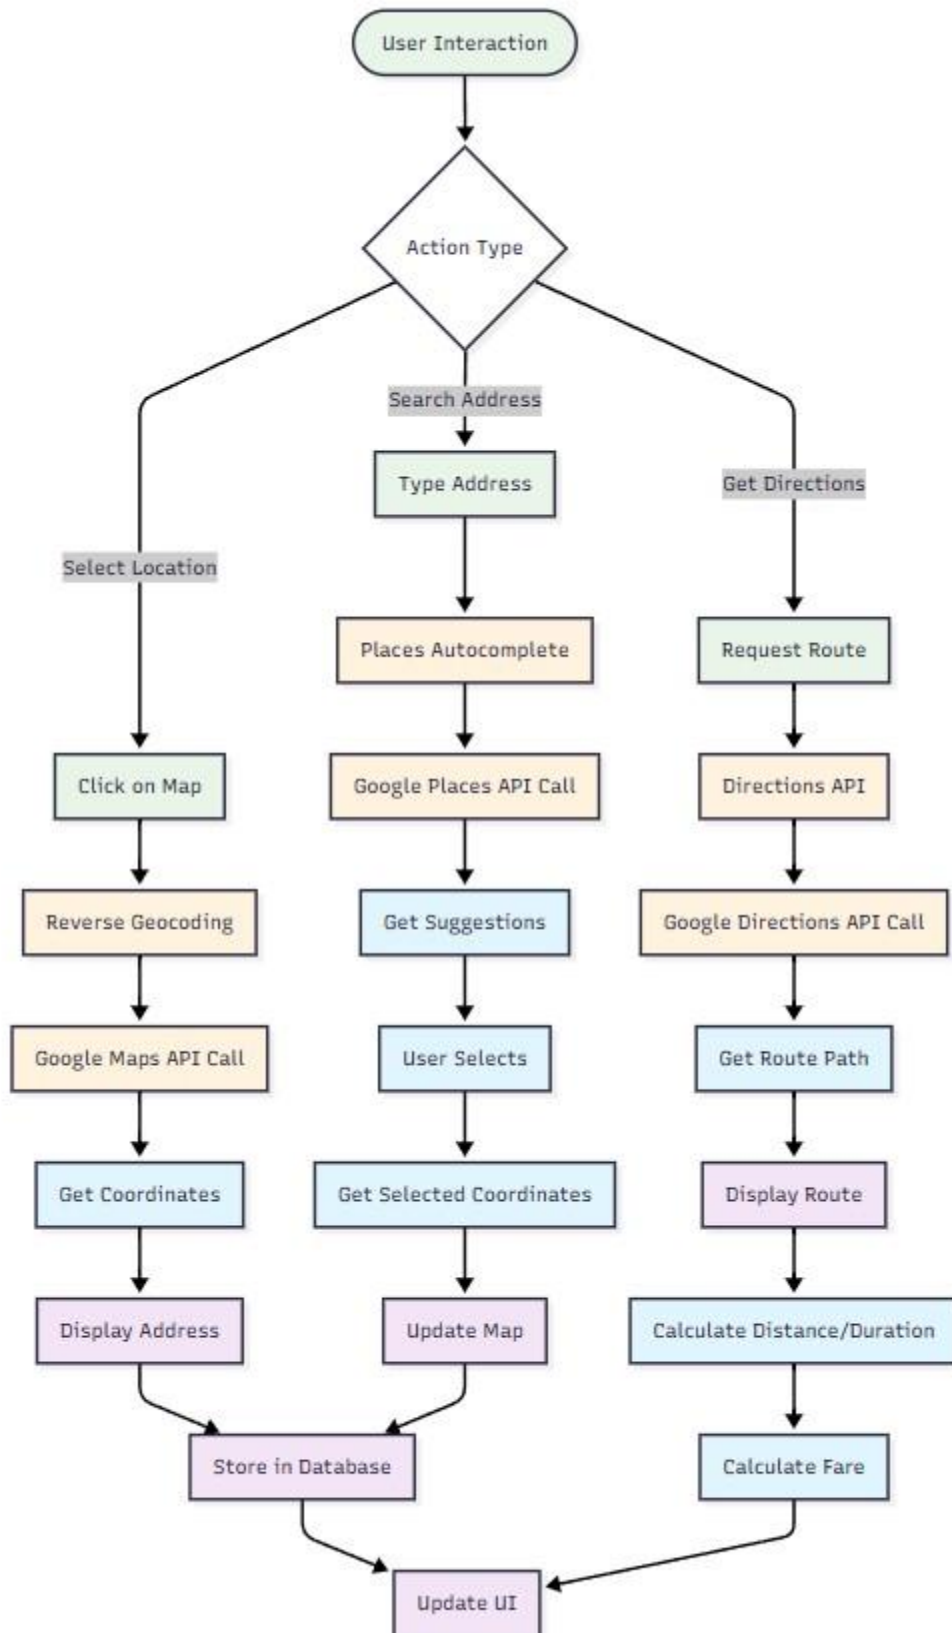 User Interaction
Action Type
Search Address
Type Address
Get Directions
Select Location
Places Autocomplete
Request Route
Click on Map
Google Places API Call
Directions API
Reverse Geocoding
Get Suggestions
Google Directions API Call
Google Maps API Call
User Selects
Get Route Path
Get Coordinates
Get Selected Coordinates
Display Route
Display Address
Update Map
Calculate Distance/Duration
Store in Database
Calculate Fare
Update UI